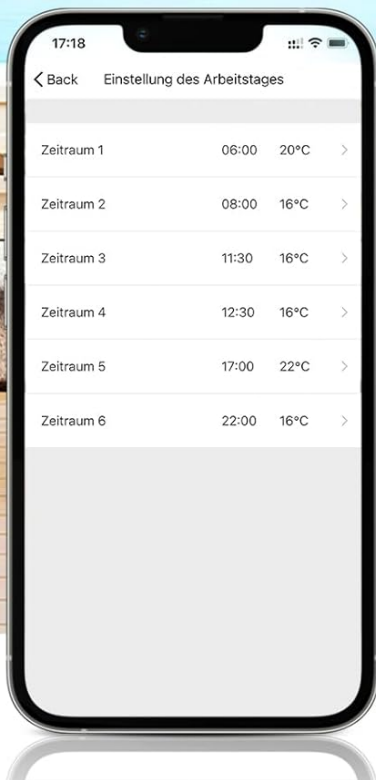 17:18
Back Einstellung des Arbeitstages
Zeitraum 1 06:00 20°C
Zeitraum 2 08:00 16°C
Zeitraum 3 11:30 16°C
Zeitraum 4 12:30 16°C
Zeitraum 5 17:00 22°C
Zeitraum 6 22:00 16°C